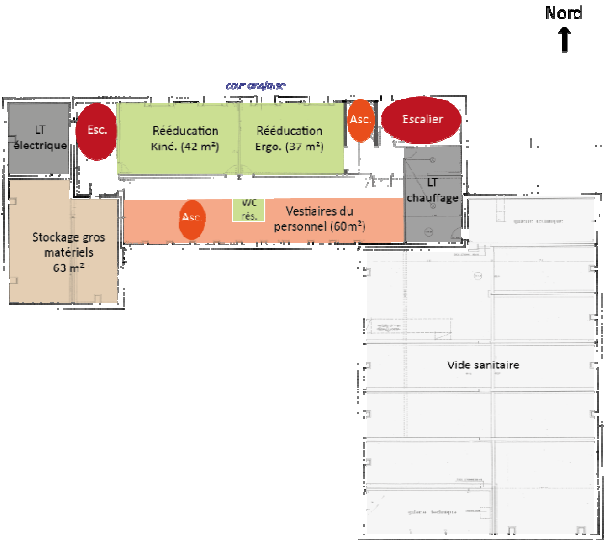 Nord
cour anglaise
LT
électrique
Esc.
Rééducation
Kiné. (42 m²)
Rééducation
Ergo. (37 m²)
Asc.
Escalier
LT
chauffage
WC
rés.
Asc
Vestiaires du
personnel (60m²)
Stockage gros
matériels
63 m²
Vide sanitaire